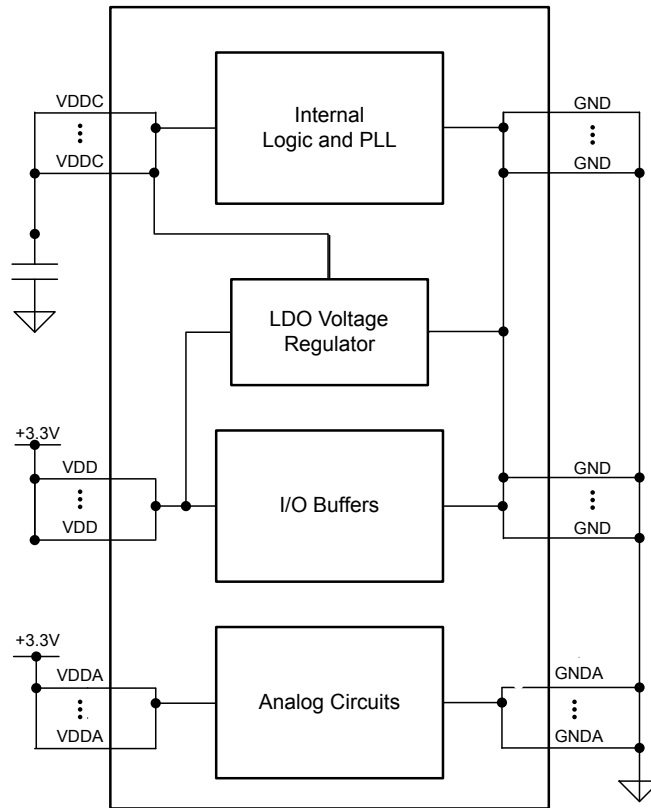 VDDC
VDDC
Internal
Logic and PLL
GND
GND
LDO Voltage
Regulator
+3.3V
VDD
VDD
I/O Buffers
GND
GND
+3.3V
VDDA
VDDA
Analog Circuits
GNDA
GNDA